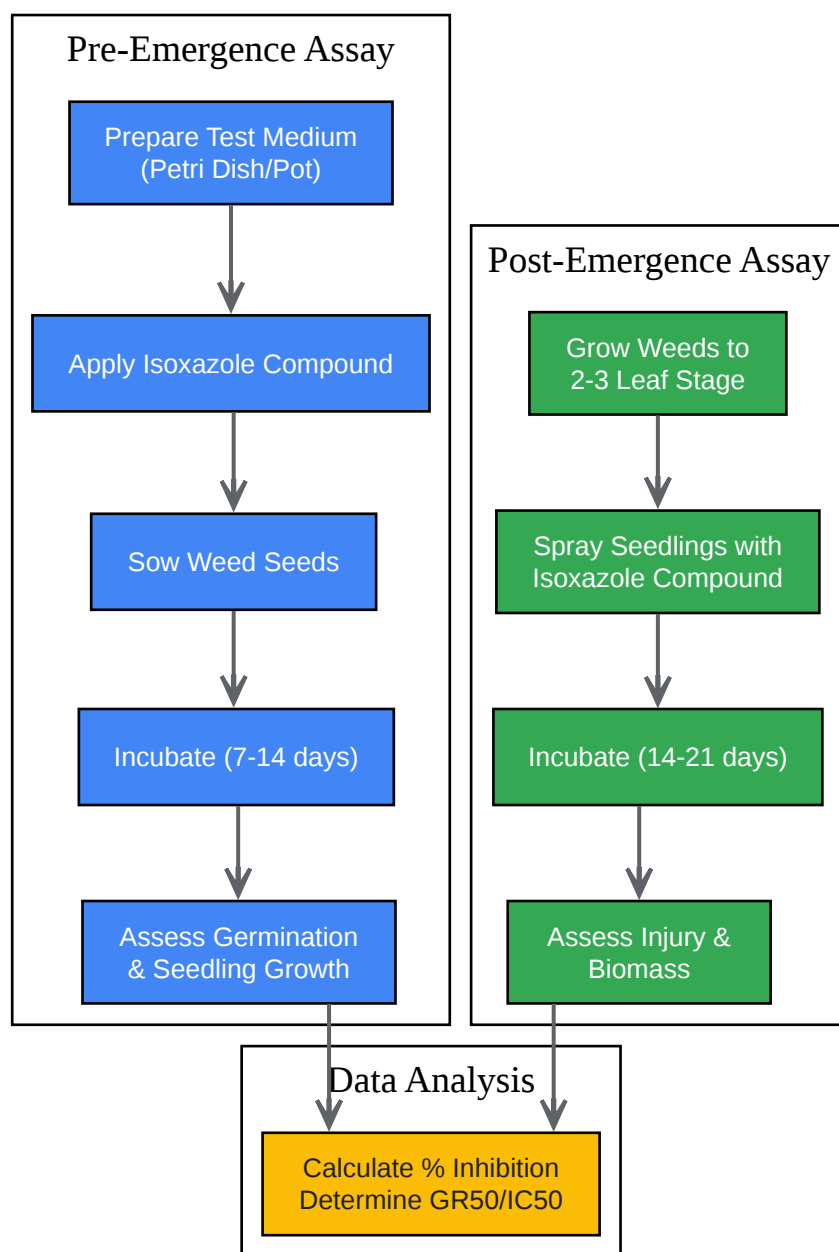 Pre-Emergence Assay
Prepare Test Medium
(Petri Dish/Pot)
Apply Isoxazole Compound
Sow Weed Seeds
Incubate (7-14 days)
Assess Germination
& Seedling Growth
Post-Emergence Assay
Grow Weeds to
2-3 Leaf Stage
Spray Seedlings with
Isoxazole Compound
Incubate (14-21 days)
Assess Injury &
Biomass
Data Analysis
Calculate % Inhibition
Determine GR50/IC50